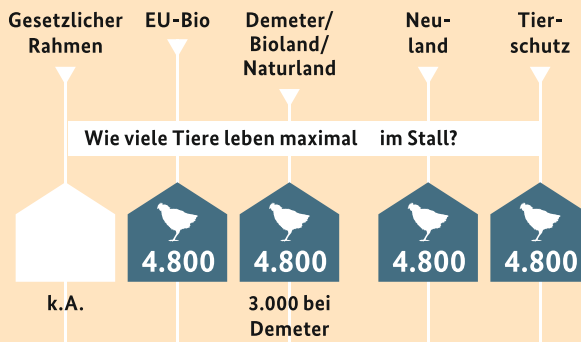 Gesetzlicher
Rahmen
EU-Bio
Demeter/
Bioland/
Naturland
Neu-
land
Tier-
schutz
Wie viele Tiere leben maximal im Stall?
4.800
4.800
4.800
4.800
k.A.
3.000 bei
Demeter